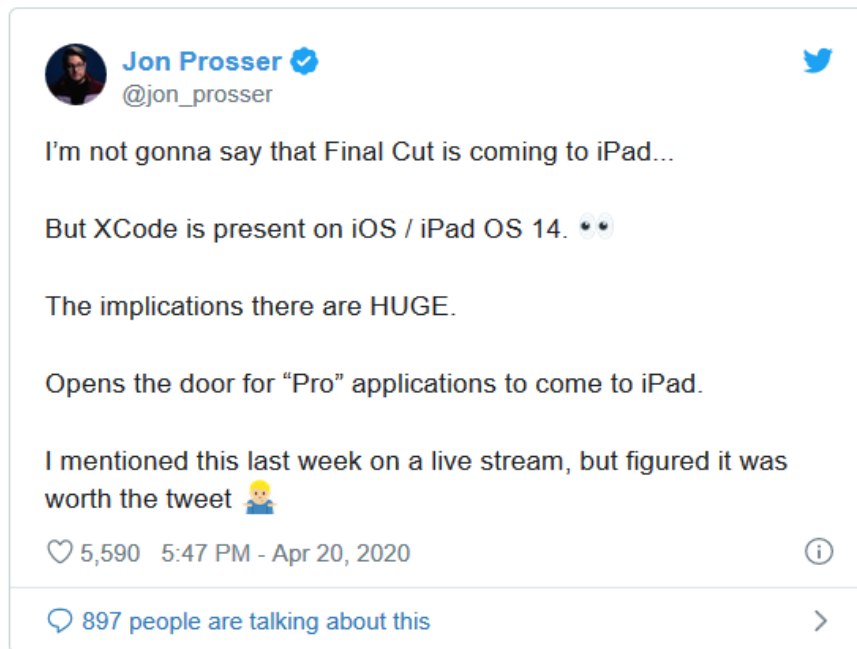 Jon Prosser
@jon_prosser
I’m not gonna say that Final Cut is coming to iPad...
But XCode is present on iOS / iPad OS 14. 👀
The implications there are HUGE.
Opens the door for “Pro” applications to come to iPad.
I mentioned this last week on a live stream, but figured it was
worth the tweet 🤷🏼‍♂️
5,590 5:47 PM - Apr 20, 2020
897 people are talking about this